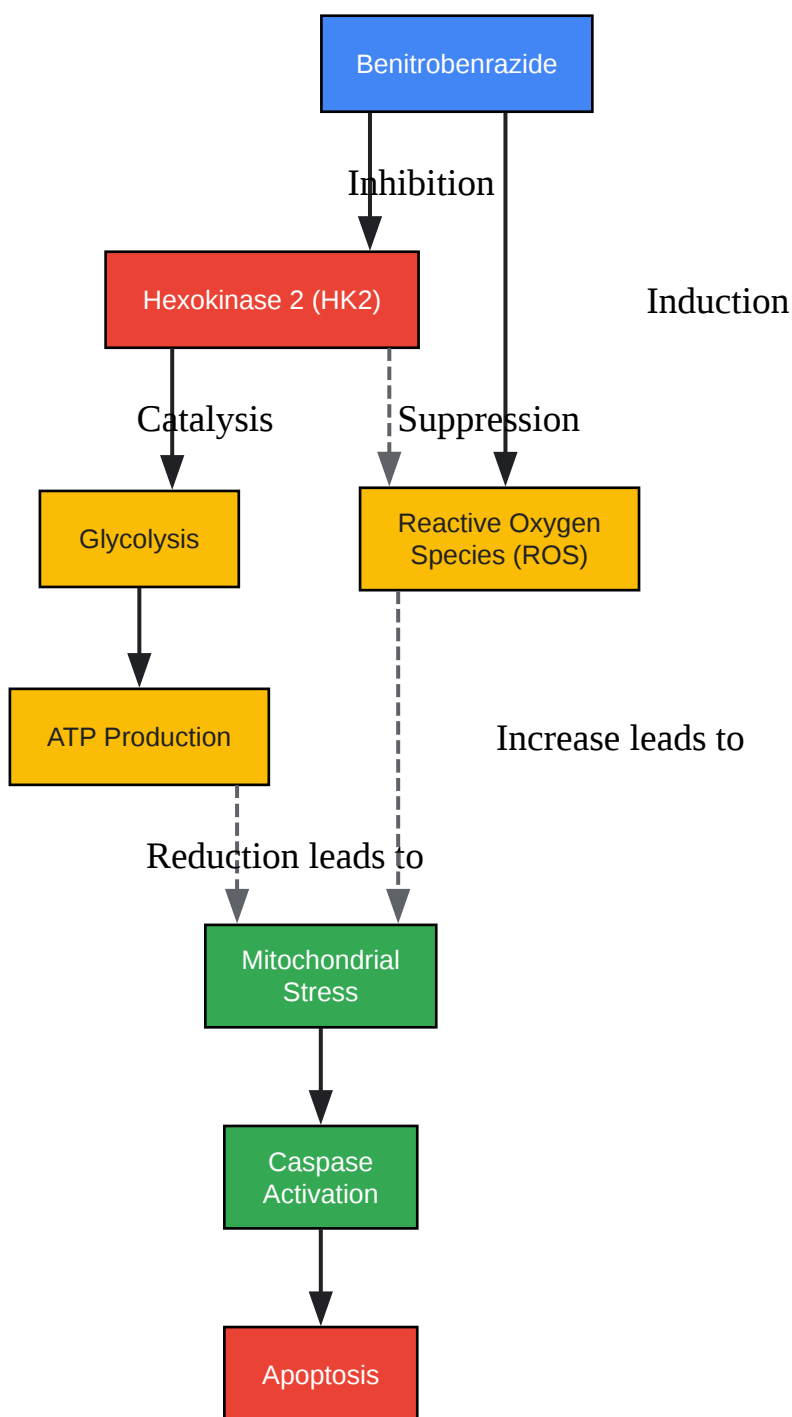 Benitrobenrazide
Inhibition
Hexokinase 2 (HK2)
Induction
Catalysis
Suppression
Glycolysis
Reactive Oxygen
Species (ROS)
ATP Production
Increase leads to
Reduction leads to
Mitochondrial
Stress
Caspase
Activation
Apoptosis